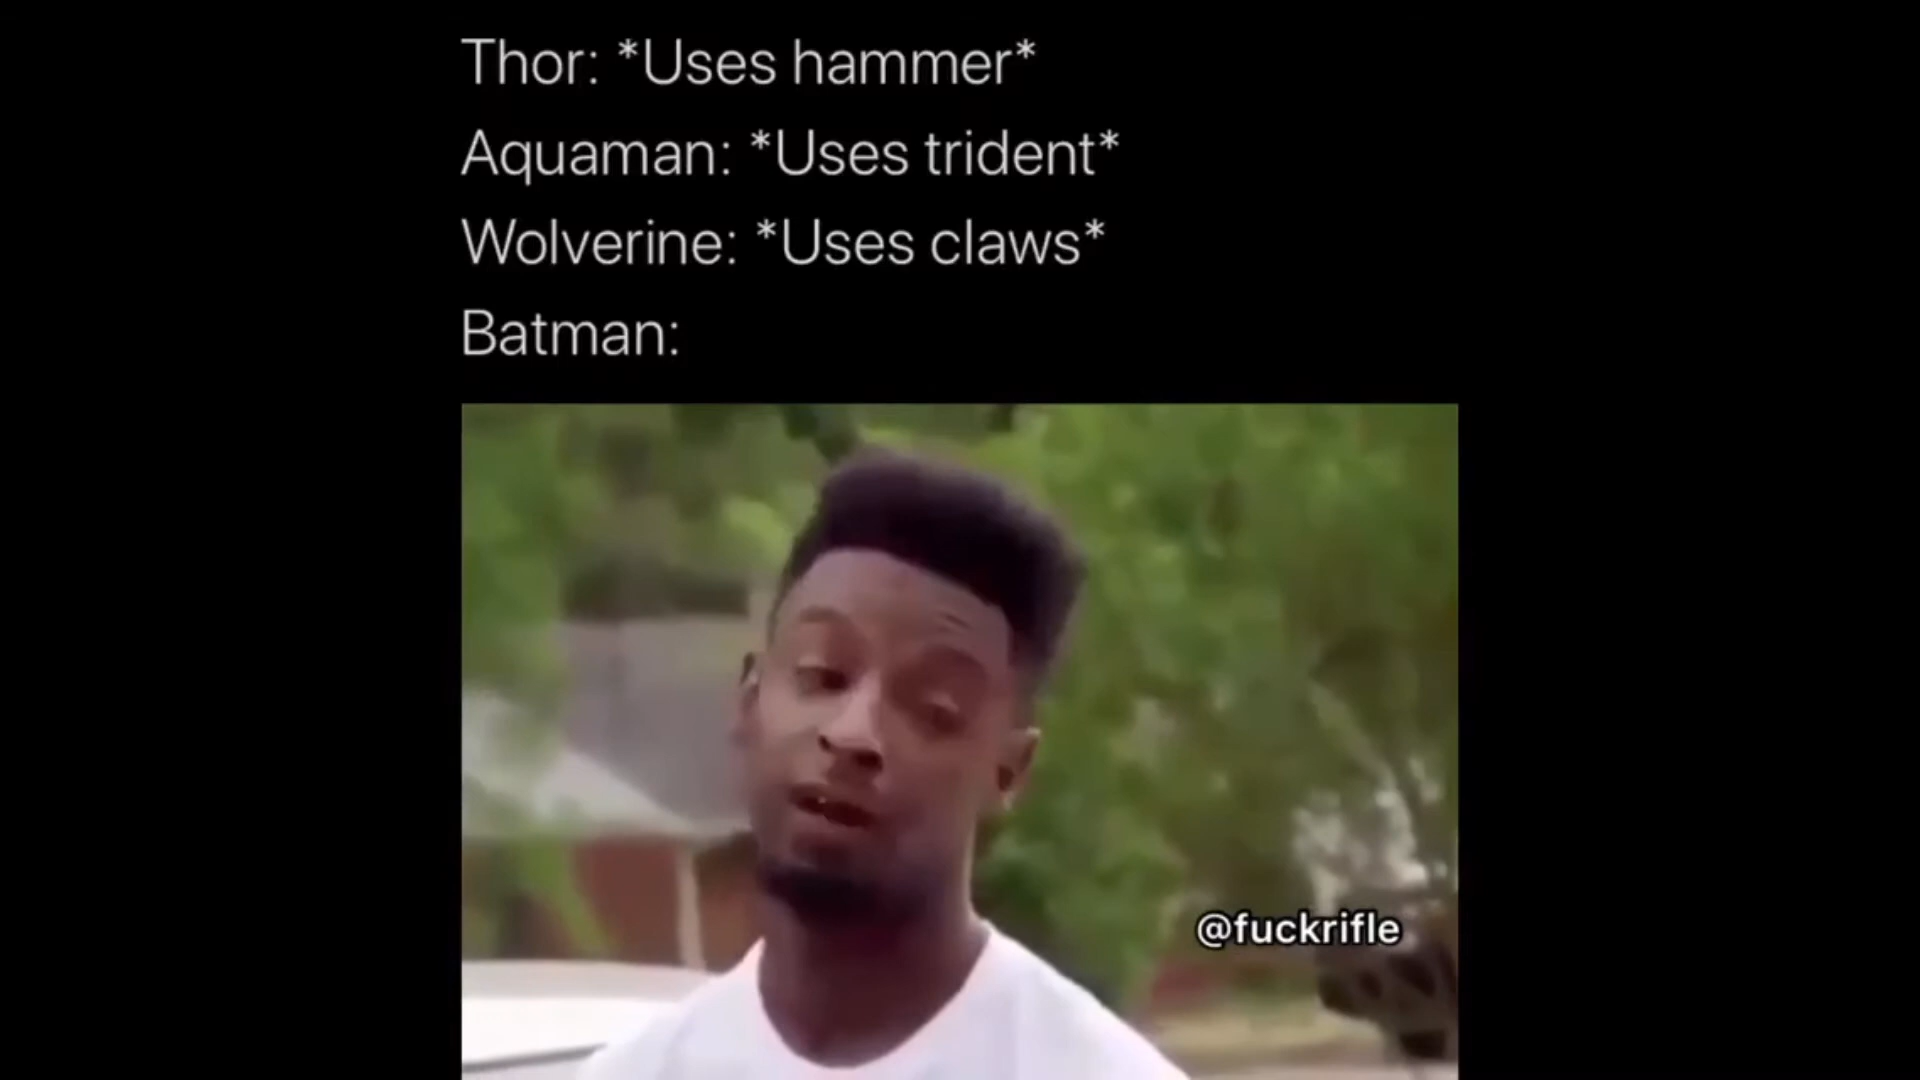 Thor: *Uses hammer*
Aquaman: *Uses trident*
Wolverine: *Uses claws*
Batman:
@fuckrifle